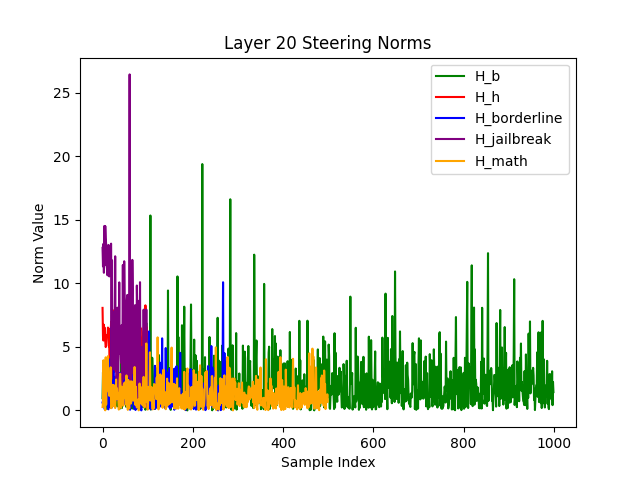 Layer 20 Steering Norms
H_b
H_h
H_borderline
H_jailbreak
H_math
Norm Value
25
20
15
10
5
0
0
200
400
600
800
1000
Sample Index